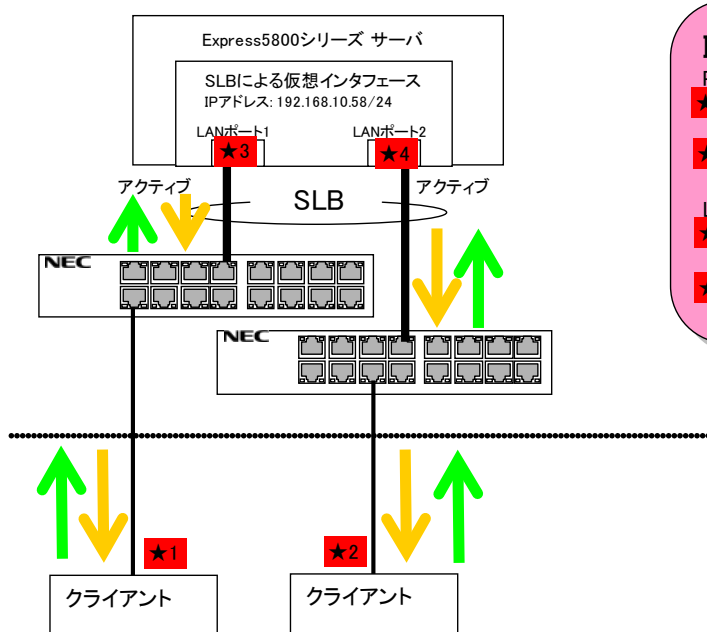 Express5800シリーズ サーバ
SLBによる仮想インタフェース
IPアドレス: 192.168.10.58/24
LANポート1
LANポート2
★3
★4
アクティブ
SLB
アクティブ
NEC
NEC
★1
★2
クライアント
クライアント
★
★
★
★